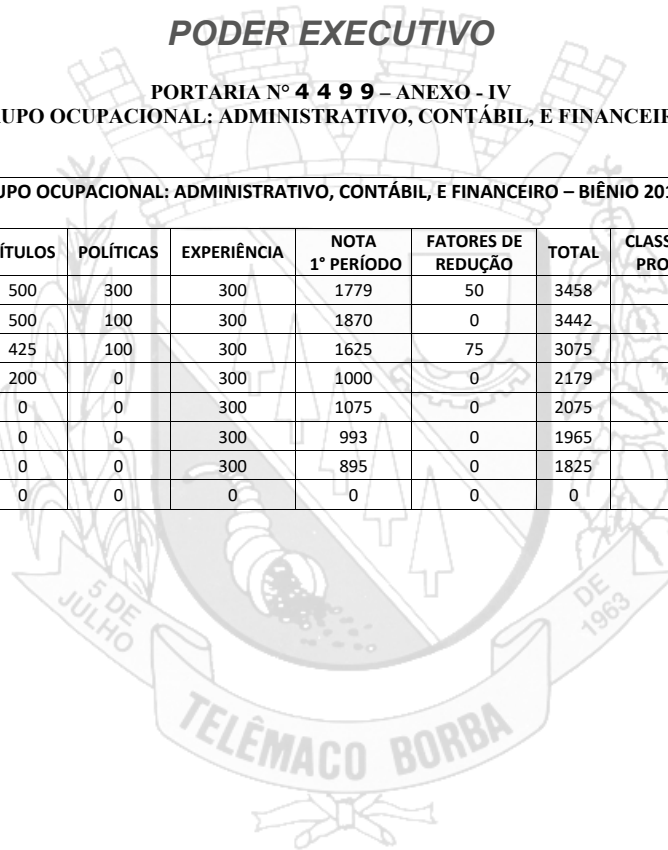 PODER EXECUTIVO
PORTARIA N° 4 4 9 9 – ANEXO - IV
UPO OCUPACIONAL: ADMINISTRATIVO, CONTÁBIL, E FINANCEIR
UPO OCUPACIONAL: ADMINISTRATIVO, CONTÁBIL, E FINANCEIRO – BIÊNIO 201
ÍTULOS POLÍTICAS EXPERIÊNCIA NOTA 1° PERÍODO FATORES DE REDUÇÃO TOTAL CLASS PRO
500 300 300 1779 50 3458
500 100 300 1870 0 3442
425 100 300 1625 75 3075
200 0 300 1000 0 2179
0 0 300 1075 0 2075
0 0 300 993 0 1965
0 0 300 895 0 1825
0 0 0 0 0 0
5 DE JULHO
DE 1963
TELÊMACO BORBA